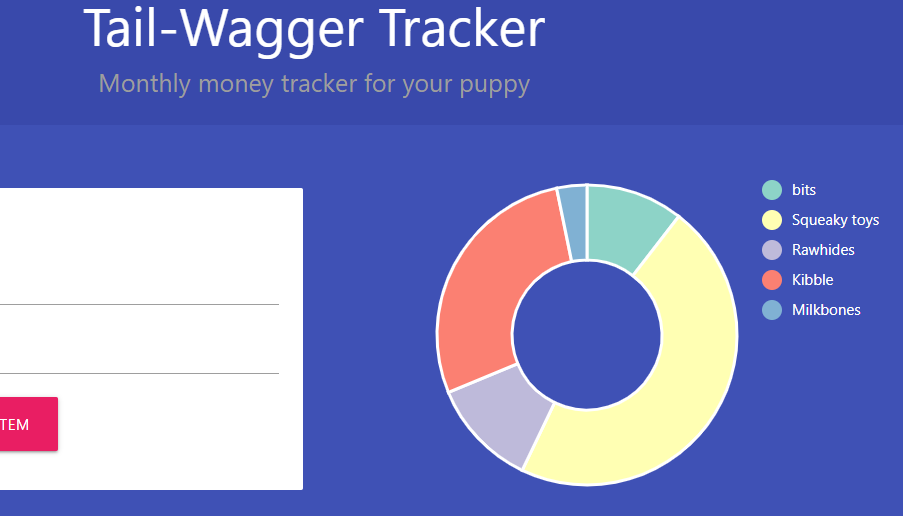 Tail-Wagger Tracker
Monthly money tracker for your puppy
bits
Squeaky toys
Rawhides
Kibble
Milkbones
TEM